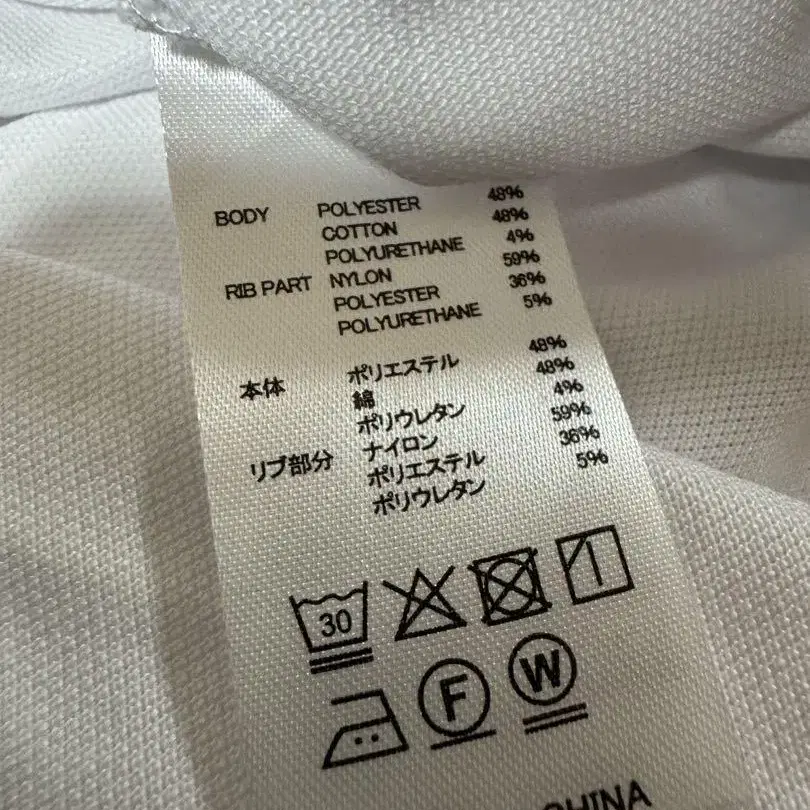 BODY POLYESTER 48%
COTTON 48%
POLYURETHANE 4%
RIB PART NYLON 59%
POLYESTER 36%
POLYURETHANE 5%
本体 ポリエステル 48%
綿 48%
ポリウレタン 4%
リブ部分 ナイロン 59%
ポリエステル 36%
ポリウレタン 5%
30
F W
CHINA